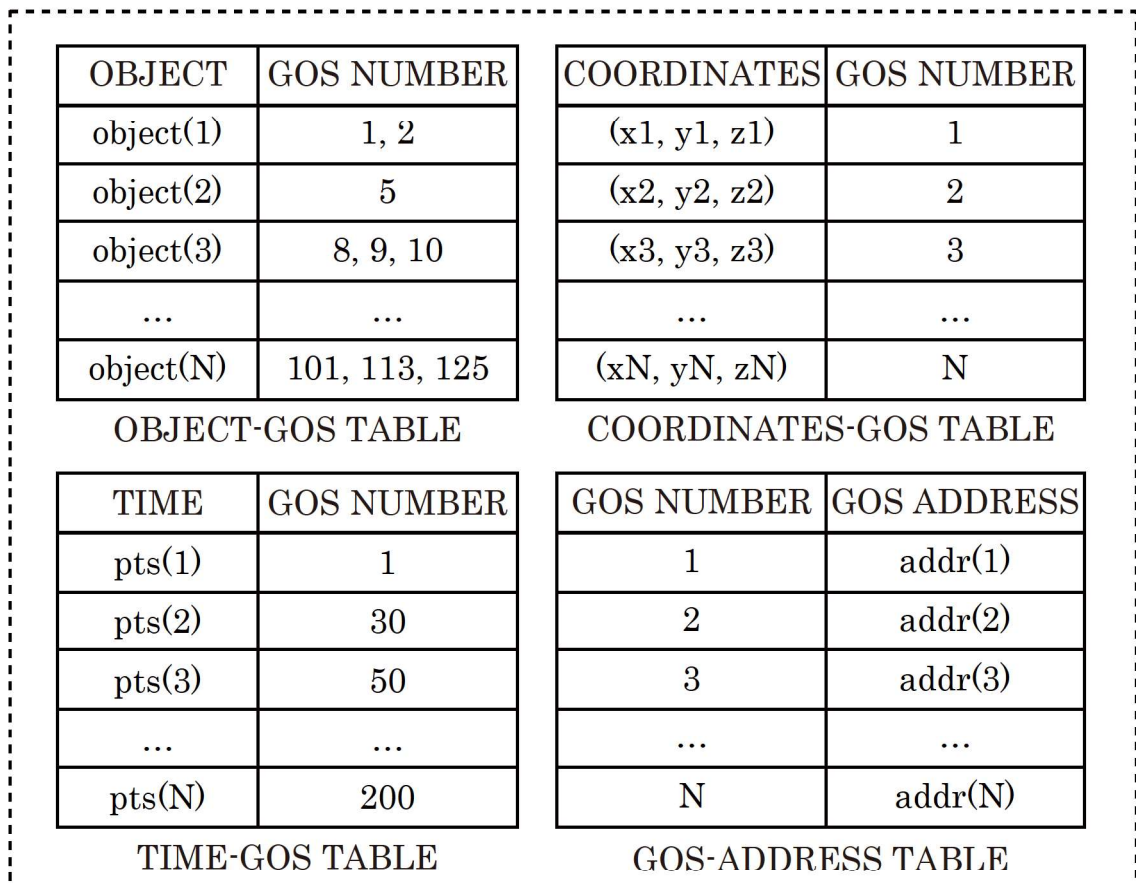 OBJECT GOS NUMBER
object(1) 1, 2
object(2) 5
object(3) 8, 9, 10
... ...
object(N) 101, 113, 125
OBJECT-GOS TABLE
COORDINATES GOS NUMBER
(x1, y1, z1) 1
(x2, y2, z2) 2
(x3, y3, z3) 3
... ...
(xN, yN, zN) N
COORDINATES-GOS TABLE
TIME GOS NUMBER
pts(1) 1
pts(2) 30
pts(3) 50
... ...
pts(N) 200
TIME-GOS TABLE
GOS NUMBER GOS ADDRESS
1 addr(1)
2 addr(2)
3 addr(3)
... ...
N addr(N)
GOS-ADDRESS TABLE